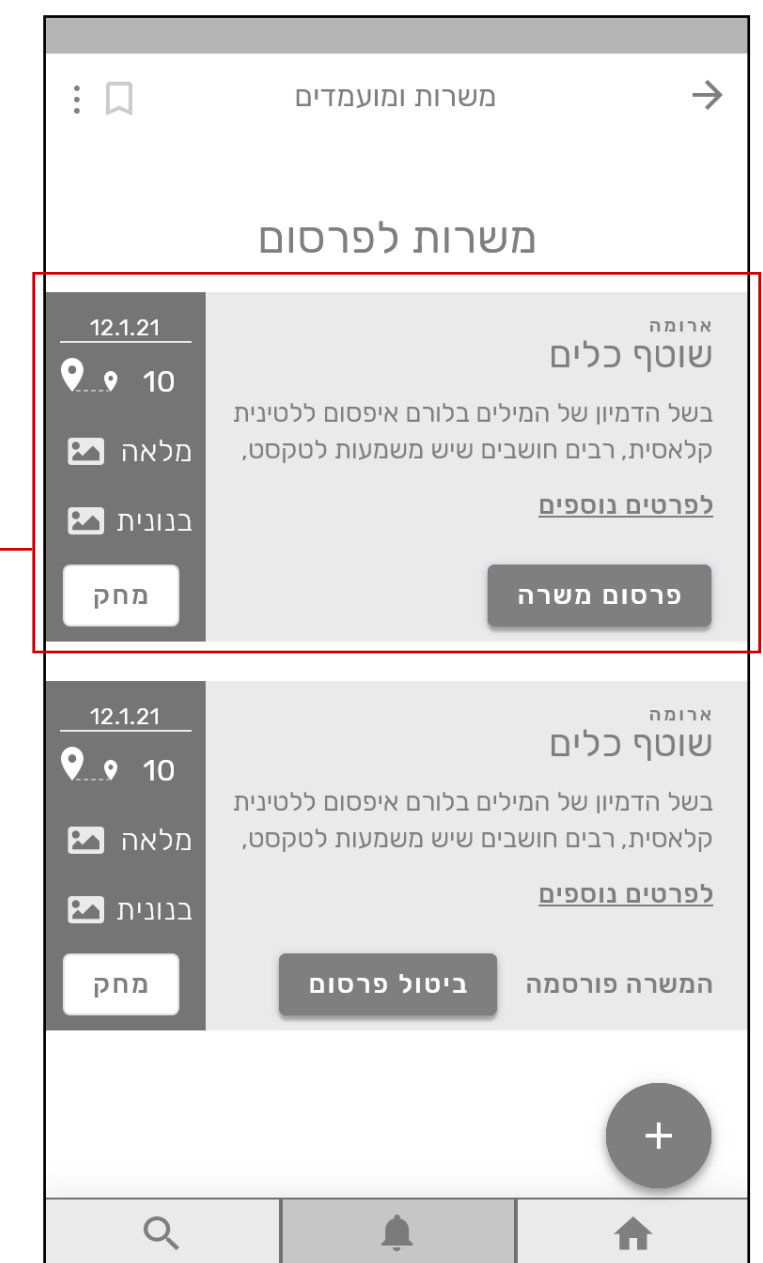 משרות ומועמדים
משרות לפרסום
ארומה
שוטף כלים
בשל הדמיון של המילים בלורם איפסום ללטינית
קלאסית, רבים חושבים שיש משמעות לטקסט,
לפרטים נוספים
פרסום משרה
12.1.21
10
מלאה
בנונית
מחק
ארומה
שוטף כלים
בשל הדמיון של המילים בלורם איפסום ללטינית
קלאסית, רבים חושבים שיש משמעות לטקסט,
לפרטים נוספים
המשרה פורסמה
ביטול פרסום
12.1.21
10
מלאה
בנונית
מחק